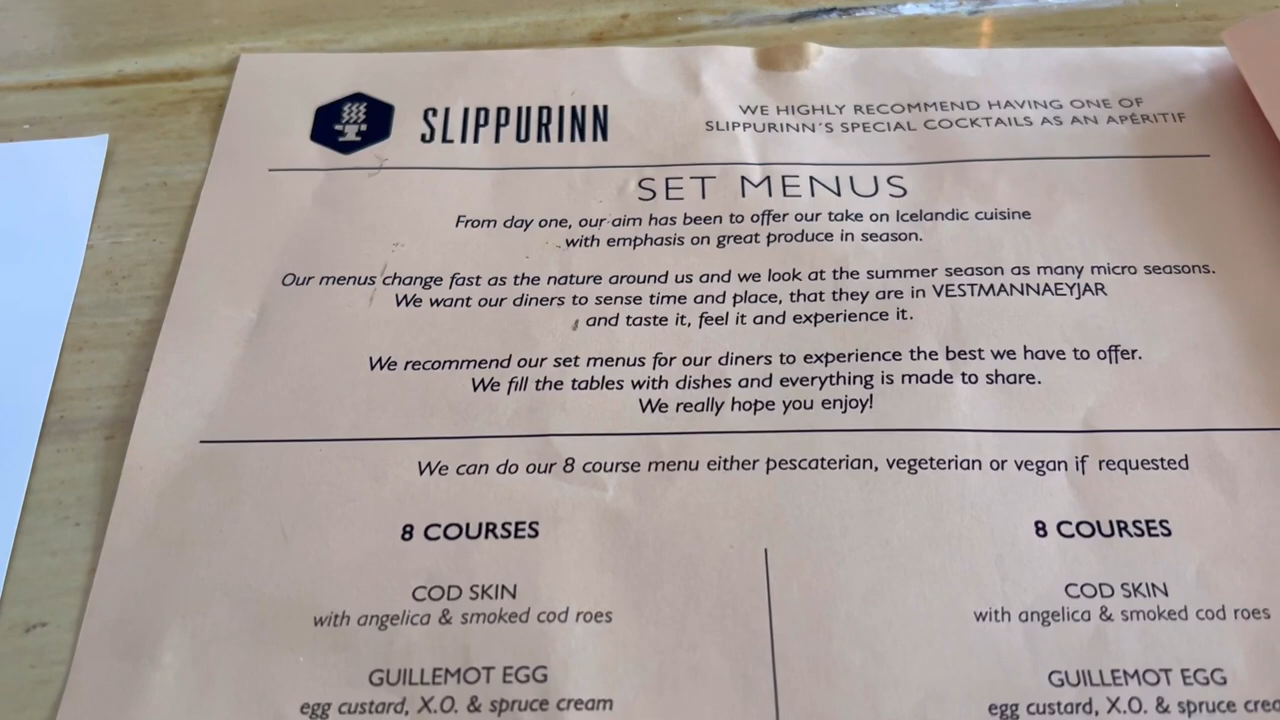 SLIPPURINN
WE HIGHLY RECOMMEND HAVING ONE OF
SLIPPURINN'S SPECIAL COCKTAILS AS AN APÉRITIF
SET MENUS
From day one, our aim has been to offer our take on Icelandic cuisine
with emphasis on great produce in season.
Our menus change fast as the nature around us and we look at the summer season as many micro seasons.
We want our diners to sense time and place, that they are in VESTMANNAEYJAR
and taste it, feel it and experience it.
We recommend our set menus for our diners to experience the best we have to offer.
We fill the tables with dishes and everything is made to share.
We really hope you enjoy!
We can do our 8 course menu either pescaterian, vegeterian or vegan if requested
8 COURSES
COD SKIN
with angelica & smoked cod roes
GUILLEMOT EGG
egg custard, X.O. & spruce cream
8 COURSES
COD SKIN
with angelica & smoked cod roes
GUILLEMOT EGG
egg custard, X.O. & spruce